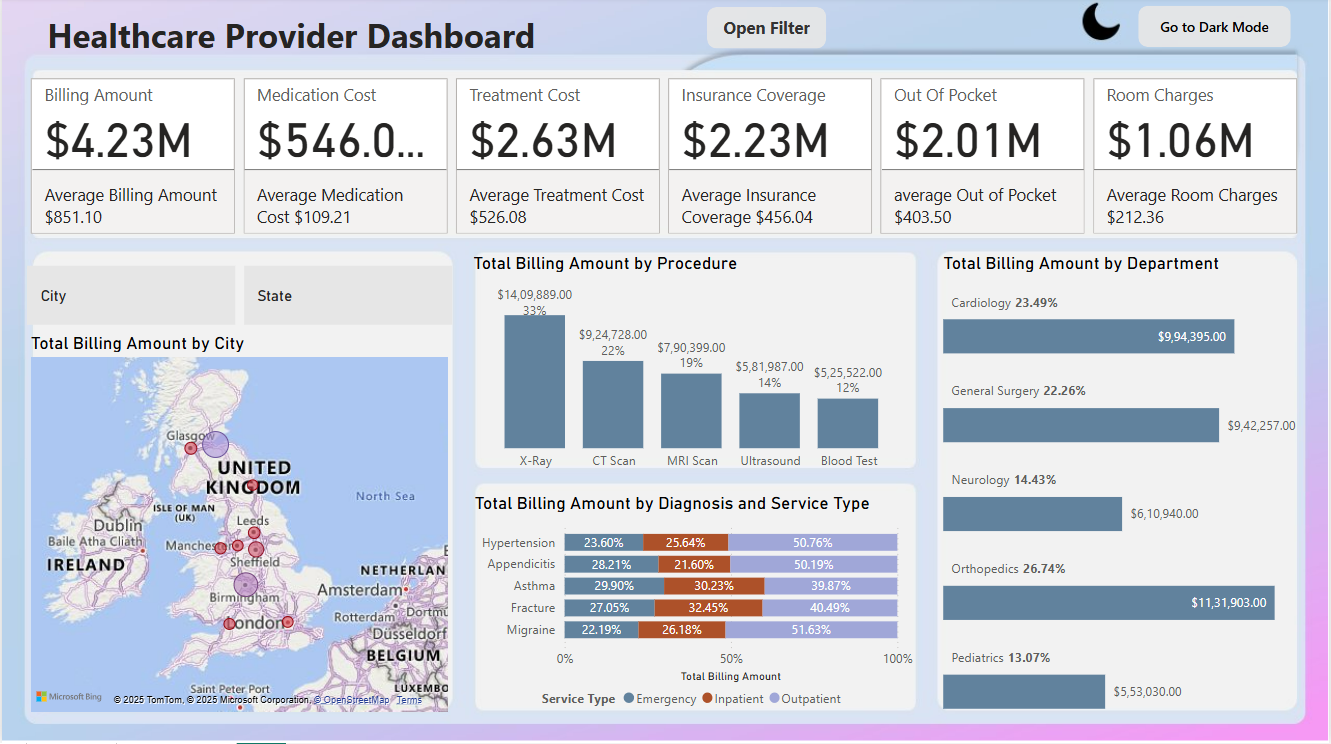 Healthcare Provider Dashboard
Open Filter
Go to Dark Mode
Billing Amount
$4.23M
Average Billing Amount
$851.10
Medication Cost
$546.0...
Average Medication
Cost $109.21
Treatment Cost
$2.63M
Average Treatment Cost
$526.08
Insurance Coverage
$2.23M
Average Insurance
Coverage $456.04
Out Of Pocket
$2.01M
average Out of Pocket
$403.50
Room Charges
$1.06M
Average Room Charges
$212.36
City
State
Total Billing Amount by City
Glasgow
UNITED
KINGDOM
North Sea
ISLE OF MAN
(UK)
Leeds
Dublin
Baile Atha Cliath
IRELAND
Sheffield
NETHERLAN
Birmingham
Amsterdam
Rotterdam
Dortmu
London
Düsseldorf
BELGIUM
Saint Peter Port
LUXEMBO
Microsoft Bing
© 2025 TomTom, © 2025 Microsoft Corporation, © OpenStreetMap Terms
Total Billing Amount by Procedure
$14,09,889.00
33%
$9,24,728.00
22%
$7,90,399.00
19%
$5,81,987.00
14%
$5,25,522.00
12%
X-Ray
CT Scan
MRI Scan
Ultrasound
Blood Test
Total Billing Amount by Diagnosis and Service Type
Hypertension 23.60% 25.64% 50.76%
Appendicitis 28.21% 21.60% 50.19%
Asthma 29.90% 30.23% 39.87%
Fracture 27.05% 32.45% 40.49%
Migraine 22.19% 26.18% 51.63%
0% 50% 100%
Total Billing Amount
Service Type Emergency Inpatient Outpatient
Total Billing Amount by Department
Cardiology 23.49%
$9,94,395.00
General Surgery 22.26%
$9,42,257.00
Neurology 14.43%
$6,10,940.00
Orthopedics 26.74%
$11,31,903.00
Pediatrics 13.07%
$5,53,030.00